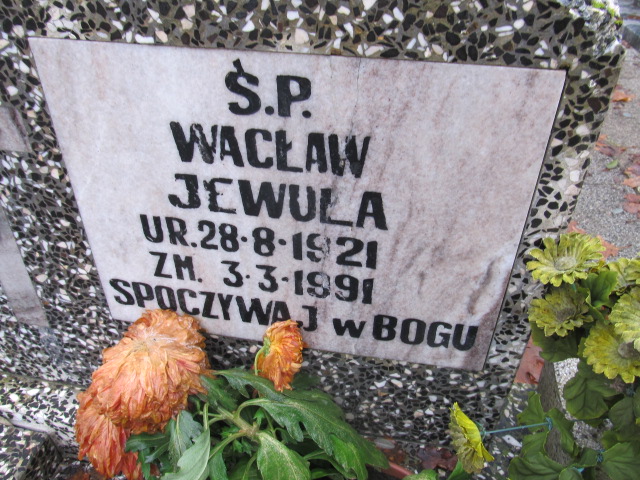 Ś.P.
WACŁAW
JEWUŁA
UR. 28·8·1921
ZM. 3·3·1991
SPOCZYWAJ W BOGU